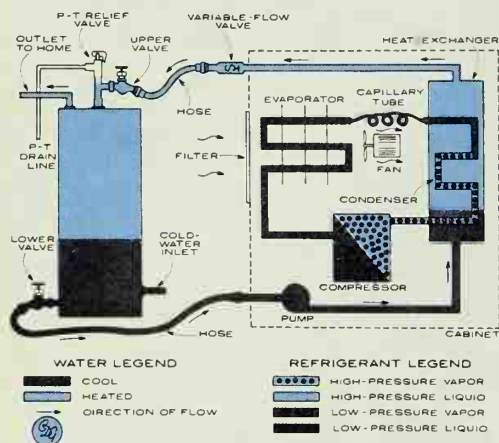 P-T RELIEF
VALVE
OUTLET
TO HOME
UPPER
VALVE
VARIABLE-FLOW
VALVE
HEAT EXCHANGER
HOSE
EVAPORATOR
CAPILLARY
TUBE
FILTER
FAN
P-T
DRAIN
LINE
CONDENSER
LOWER
VALVE
COLD-
WATER
INLET
COMPRESSOR
PUMP
HOSE
CABINET
WATER LEGEND
COOL
HEATED
DIRECTION OF FLOW
REFRIGERANT LEGEND
HIGH-PRESSURE VAPOR
HIGH-PRESSURE LIQUID
LOW-PRESSURE VAPOR
LOW-PRESSURE LIQUID